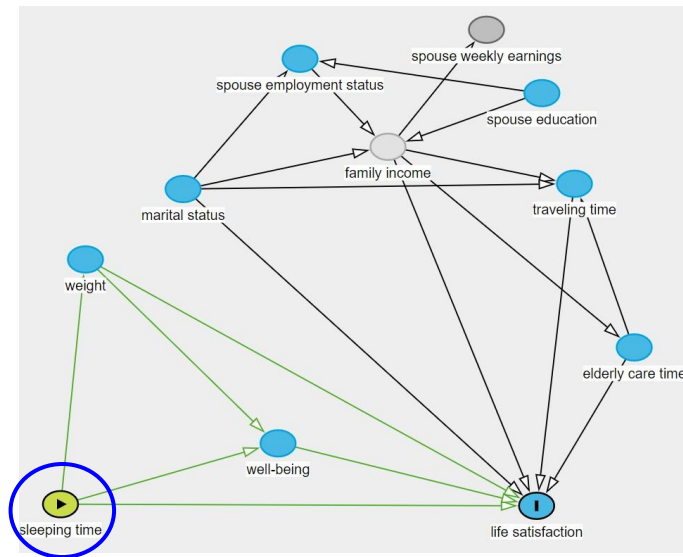 spouse weekly earnings
spouse employment status
spouse education
family income
traveling time
marital status
weight
elderly care time
well-being
sleeping time
life satisfaction